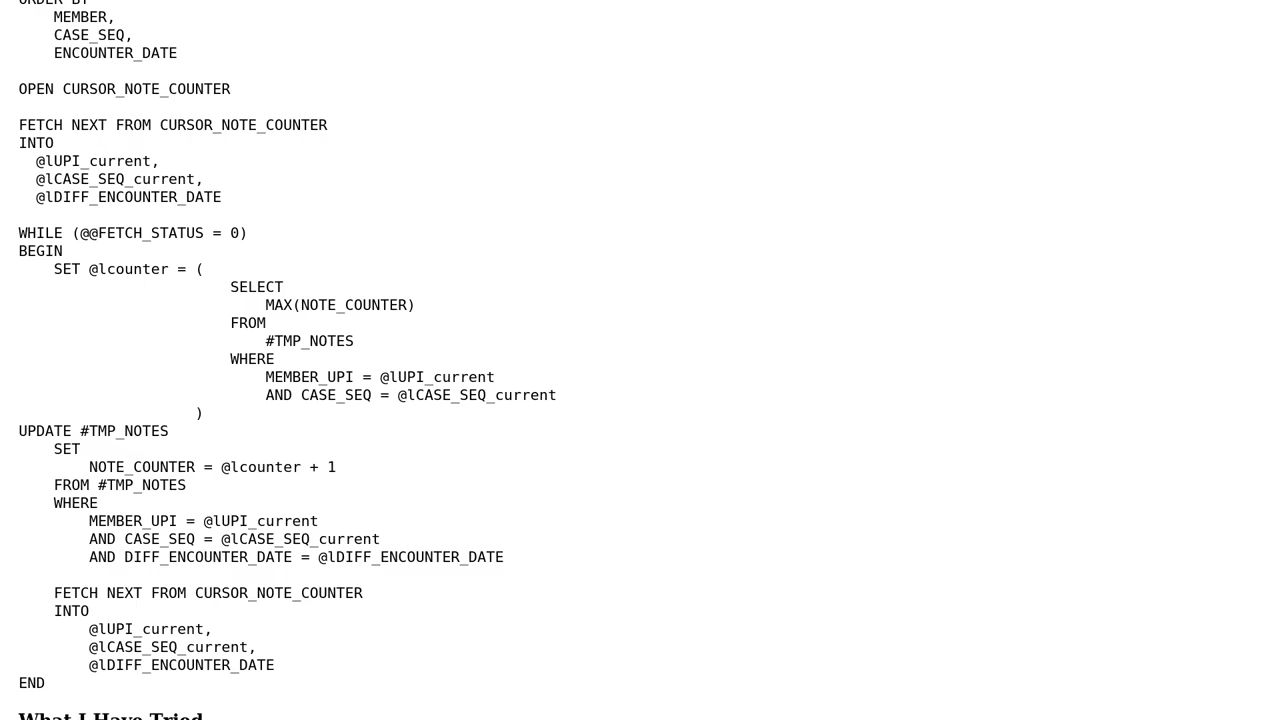 ORDER BY
    MEMBER,
    CASE_SEQ,
    ENCOUNTER_DATE

OPEN CURSOR_NOTE_COUNTER

FETCH NEXT FROM CURSOR_NOTE_COUNTER
INTO
  @lUPI_current,
  @lCASE_SEQ_current,
  @lDIFF_ENCOUNTER_DATE

WHILE (@@FETCH_STATUS = 0)
BEGIN
    SET @lcounter = (
                        SELECT
                            MAX(NOTE_COUNTER)
                        FROM
                            #TMP_NOTES
                        WHERE
                            MEMBER_UPI = @lUPI_current
                            AND CASE_SEQ = @lCASE_SEQ_current
                    )
UPDATE #TMP_NOTES
    SET
        NOTE_COUNTER = @lcounter + 1
    FROM #TMP_NOTES
    WHERE
        MEMBER_UPI = @lUPI_current
        AND CASE_SEQ = @lCASE_SEQ_current
        AND DIFF_ENCOUNTER_DATE = @lDIFF_ENCOUNTER_DATE

    FETCH NEXT FROM CURSOR_NOTE_COUNTER
    INTO
        @lUPI_current,
        @lCASE_SEQ_current,
        @lDIFF_ENCOUNTER_DATE
END

What I Have Tried